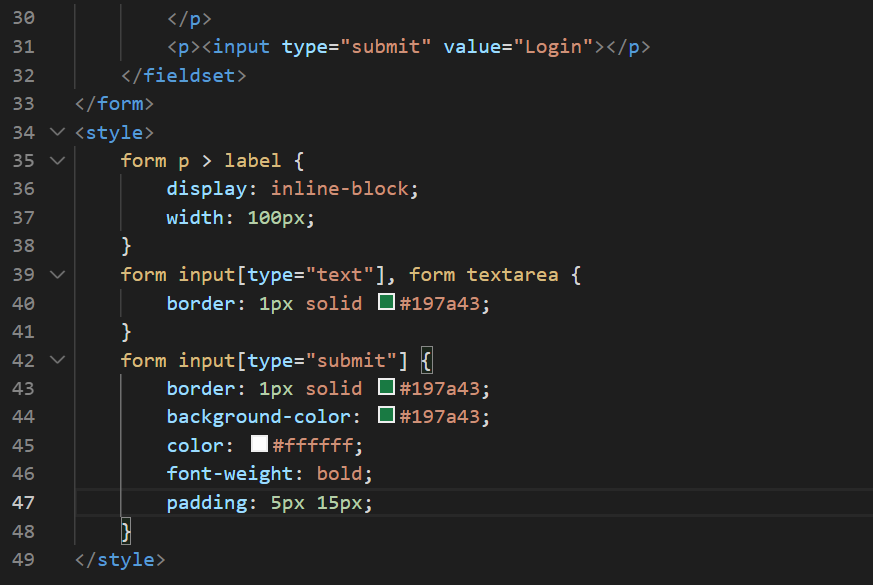 30 </p>
31 <p><input type="submit" value="Login"></p>
32 </fieldset>
33 </form>
34 <style>
35 form p > label {
36 display: inline-block;
37 width: 100px;
38 }
39 form input[type="text"], form textarea {
40 border: 1px solid #197a43;
41 }
42 form input[type="submit"] {
43 border: 1px solid #197a43;
44 background-color: #197a43;
45 color: #ffffff;
46 font-weight: bold;
47 padding: 5px 15px;
48 }
49 </style>